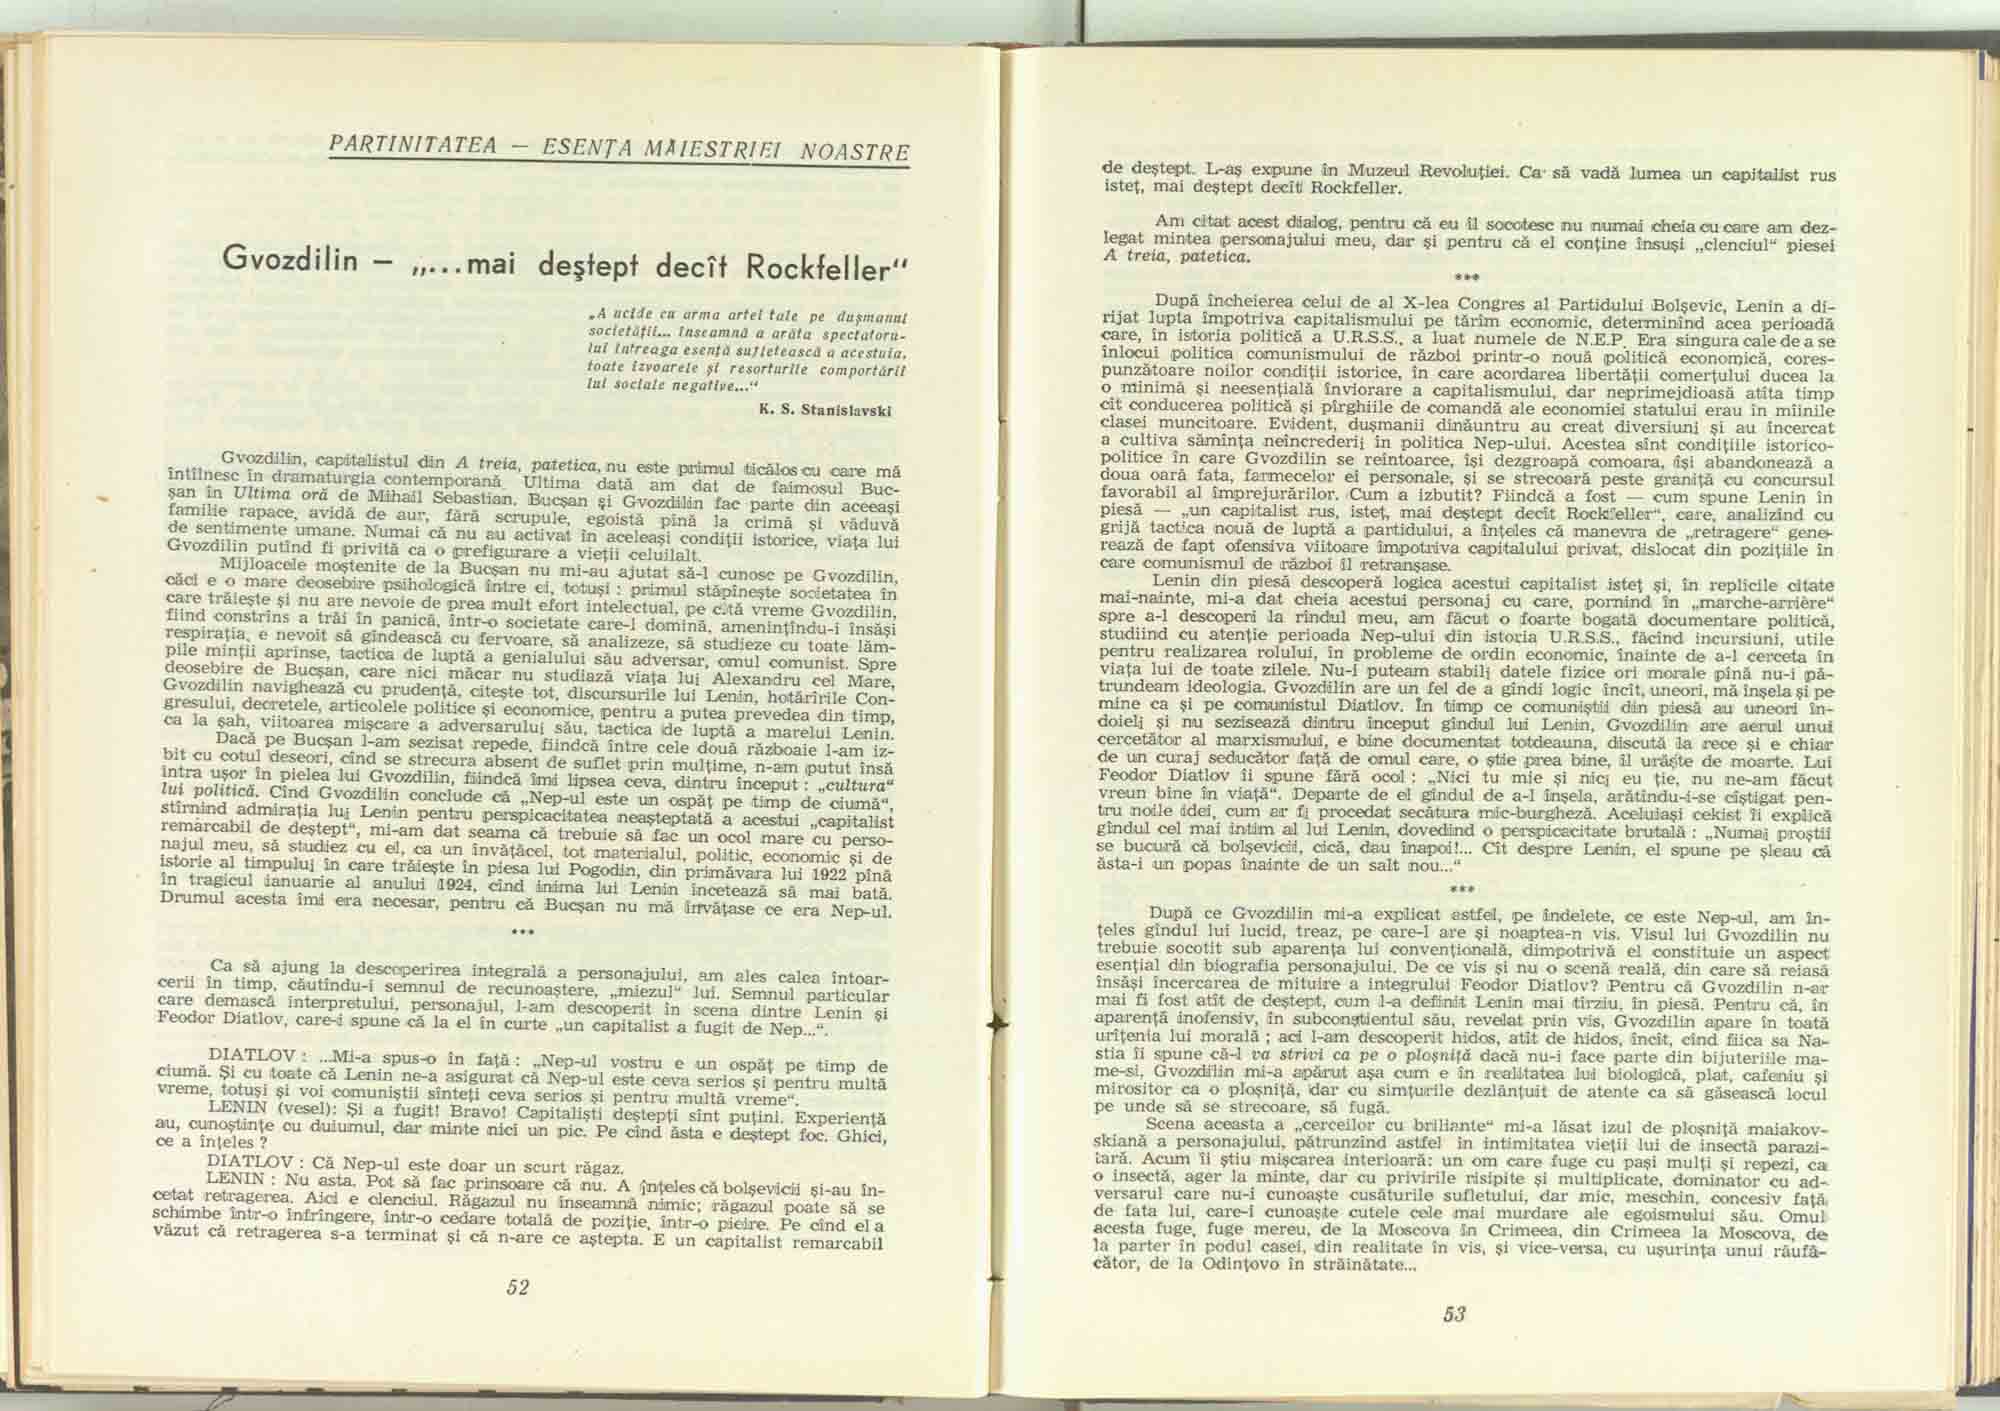 PARTINITATEA — ESENȚA MĂIESTRIEI NOASTRE
Gvozdilin — „...mai deștept decît Rockfeller“
„A ucide cu arma artei tale pe dușmanul
societății... înseamnă a arăta spectatoru-
lui întreaga esență sufletească a acestuia,
toate izvoarele și resorturile comportării
lui sociale negative...“
K. S. Stanislavski
Gvozdilin, capitalistul din A treia, patetica, nu este primul ticălos cu care mă
întîlnesc în dramaturgia contemporană. Ultima dată am dat de faimosul Buc-
șan în Ultima oră de Mihail Sebastian. Bucșan și Gvozdilin fac parte din aceeași
familie rapace, avidă de aur, fără scrupule, egoistă pînă la crimă și văduvă
de sentimente umane. Numai că nu au activat în aceleași condiții istorice, viața lui
Gvozdilin putînd fi privită ca o prefigurare a vieții celuilalt.
Mijloacele moștenite de la Bucșan nu mi-au ajutat să-l cunosc pe Gvozdilin,
căci e o mare deosebire psihologică între ei, totuși : primul stăpînește societatea în
care trăiește și nu are nevoie de prea mult efort intelectual, pe cîtă vreme Gvozdilin,
fiind constrîns a trăi în panică, într-o societate care-l domină, amenințîndu-i însăși
respirația, e nevoit să gîndească cu fervoare, să analizeze, să studieze cu toate lăm-
pile minții aprinse, tactica de luptă a genialului său adversar, omul comunist. Spre
deosebire de Bucșan, care nici măcar nu studiază viața lui Alexandru cel Mare,
Gvozdilin navighează cu prudență, citește tot, discursurile lui Lenin, hotărîrile Con-
gresului, decretele, articolele politice și economice, pentru a putea prevedea din timp,
ca la șah, viitoarea mișcare a adversarului său, tactica de luptă a marelui Lenin.
Dacă pe Bucșan l-am sezisat repede, fiindcă între cele două războaie l-am iz-
bit cu cotul deseori, cînd se strecura absent de suflet prin mulțime, n-am putut însă
intra ușor în pielea lui Gvozdilin, fiindcă îmi lipsea ceva, dintru început : „cultura“
lui politică. Cînd Gvozdilin conclude că „Nep-ul este un ospăț pe timp de ciumă“,
stîrnind admirația lui Lenin pentru perspicacitatea neașteptată a acestui „capitalist
remarcabil de deștept“, mi-am dat seama că trebuie să fac un ocol mare cu perso-
najul meu, să studiez cu el, ca un învățăcel, tot materialul, politic, economic și de
istorie al timpului în care trăiește în piesa lui Pogodin, din primăvara lui 1922 pînă
în tragicul ianuarie al anului 1924, cînd inima lui Lenin încetează să mai bată.
Drumul acesta îmi era necesar, pentru că Bucșan nu mă învățase ce era Nep-ul.
***
Ca să ajung la descoperirea integrală a personajului, am ales calea întoar-
cerii în timp, căutîndu-i semnul de recunoaștere, „miezul“ lui. Semnul particular
care demască interpretului, personajul, l-am descoperit în scena dintre Lenin și
Feodor Diatlov, care-i spune că la el în curte „un capitalist a fugit de Nep...“.
DIATLOV : ...Mi-a spus-o în față : „Nep-ul vostru e un ospăț pe timp de
ciumă. Și cu toate că Lenin ne-a asigurat că Nep-ul este ceva serios și pentru multă
vreme, totuși și voi comuniștii sînteți ceva serios și pentru multă vreme“.
LENIN (vesel): Și a fugit! Bravo! Capitaliști deștepți sînt puțini. Experiență
au, cunoștințe cu duiumul, dar minte nici un pic. Pe cînd ăsta e deștept foc. Ghici,
ce a înțeles ?
DIATLOV : Că Nep-ul este doar un scurt răgaz.
LENIN : Nu asta. Pot să fac prinsoare că nu. A înțeles că bolșevicii și-au în-
cetat retragerea. Aici e clenciul. Răgazul nu înseamnă nimic; răgazul poate să se
schimbe într-o înfrîngere, într-o cedare totală de poziție, într-o pieire. Pe cînd el a
văzut că retragerea s-a terminat și că n-are ce aștepta. E un capitalist remarcabil
52
de deștept. L-aș expune în Muzeul Revoluției. Ca să vadă lumea un capitalist rus
isteț, mai deștept decît Rockfeller.
Am citat acest dialog, pentru că eu îl socotesc nu numai cheia cu care am dez-
legat mintea personajului meu, dar și pentru că el conține însuși „clenciul“ piesei
A treia, patetica.
***
După încheierea celui de al X-lea Congres al Partidului Bolșevic, Lenin a di-
rijat lupta împotriva capitalismului pe tărîm economic, determinînd acea perioadă
care, în istoria politică a U.R.S.S., a luat numele de N.E.P. Era singura cale de a se
înlocui politica comunismului de război printr-o nouă politică economică, cores-
punzătoare noilor condiții istorice, în care acordarea libertății comerțului ducea la
o minimă și neesențială înviorare a capitalismului, dar neprimejdioasă atîta timp
cît conducerea politică și pîrghiile de comandă ale economiei statului erau în mîinile
clasei muncitoare. Evident, dușmanii dinăuntru au creat diversiuni și au încercat
a cultiva sămînța neîncrederii în politica Nep-ului. Acestea sînt condițiile istorico-
politice în care Gvozdilin se reîntoarce, își dezgroapă comoara, își abandonează a
doua oară fata, farmecelor ei personale, și se strecoară peste graniță cu concursul
favorabil al împrejurărilor. Cum a izbutit? Fiindcă a fost — cum spune Lenin în
piesă — „un capitalist rus, isteț, mai deștept decît Rockfeller“, care, analizînd cu
grijă tactica nouă de luptă a partidului, a înțeles că manevra de „retragere“ gene-
rează de fapt ofensiva viitoare împotriva capitalului privat, dislocat din pozițiile în
care comunismul de război îl retranșase.
Lenin din piesă descoperă logica acestui capitalist isteț și, în replicile citate
mai-nainte, mi-a dat cheia acestui personaj cu care, pornind în „marche-arrière“
spre a-l descoperi la rîndul meu, am făcut o foarte bogată documentare politică,
studiind cu atenție perioada Nep-ului din istoria U.R.S.S., făcînd incursiuni, utile
pentru realizarea rolului, în probleme de ordin economic, înainte de a-l cerceta în
viața lui de toate zilele. Nu-i puteam stabili datele fizice ori morale pînă nu-i pă-
trundeam ideologia. Gvozdilin are un fel de a gîndi logic încît, uneori, mă înșela și pe
mine ca și pe comunistul Diatlov. În timp ce comuniștii din piesă au uneori în-
doieli și nu sezisează dintru început gîndul lui Lenin, Gvozdilin are aerul unui
cercetător al marxismului, e bine documentat totdeauna, discută la rece și e chiar
de un curaj seducător față de omul care, o știe prea bine, îl urăște de moarte. Lui
Feodor Diatlov îi spune fără ocol : „Nici tu mie și nici eu ție, nu ne-am făcut
vreun bine în viață“. Departe de el gîndul de a-l înșela, arătîndu-i-se cîștigat pen-
tru noile idei, cum ar fi procedat secătura mic-burgheză. Aceluiași cekist îi explică
gîndul cel mai intim al lui Lenin, dovedind o perspicacitate brutală : „Numai proștii
se bucură că bolșevicii, cică, dau înapoi!... Cît despre Lenin, el spune pe șleau că
ăsta-i un popas înainte de un salt nou...“
***
După ce Gvozdilin mi-a explicat astfel, pe îndelete, ce este Nep-ul, am în-
țeles gîndul lui lucid, treaz, pe care-l are și noaptea-n vis. Visul lui Gvozdilin nu
trebuie socotit sub aparența lui convențională, dimpotrivă el constituie un aspect
esențial din biografia personajului. De ce vis și nu o scenă reală, din care să reiasă
însăși încercarea de mituire a integrului Feodor Diatlov? Pentru că Gvozdilin n-ar
mai fi fost atît de deștept, cum l-a definit Lenin mai tîrziu, în piesă. Pentru că, în
aparență inofensiv, în subconștientul său, revelat prin vis, Gvozdilin apare în toată
urîțenia lui morală ; aci l-am descoperit hidos, atît de hidos, încît, cînd fiica sa Na-
stia îi spune că-l va strivi ca pe o ploșniță dacă nu-i face parte din bijuteriile ma-
me-si, Gvozdilin mi-a apărut așa cum e în realitatea lui biologică, plat, cafeniu și
mirositor ca o ploșniță, dar cu simțurile dezlănțuit de atente ca să găsească locul
pe unde să se strecoare, să fugă.
Scena aceasta a „cerceilor cu briliante“ mi-a lăsat izul de ploșniță maiakov-
skiană a personajului, pătrunzînd astfel în intimitatea vieții lui de insectă parazi-
tară. Acum îi știu mișcarea interioară: un om care fuge cu pași mulți și repezi, ca
o insectă, ager la minte, dar cu privirile risipite și multiplicate, dominator cu ad-
versarul care nu-i cunoaște cusăturile sufletului, dar mic, meschin, concesiv față
de fata lui, care-i cunoaște cutele cele mai murdare ale egoismului său. Omul
acesta fuge, fuge mereu, de la Moscova în Crimeea, din Crimeea la Moscova, de
la parter în podul casei, din realitate în vis, și vice-versa, cu ușurința unui răufă-
cător, de la Odințovo în străinătate...
53